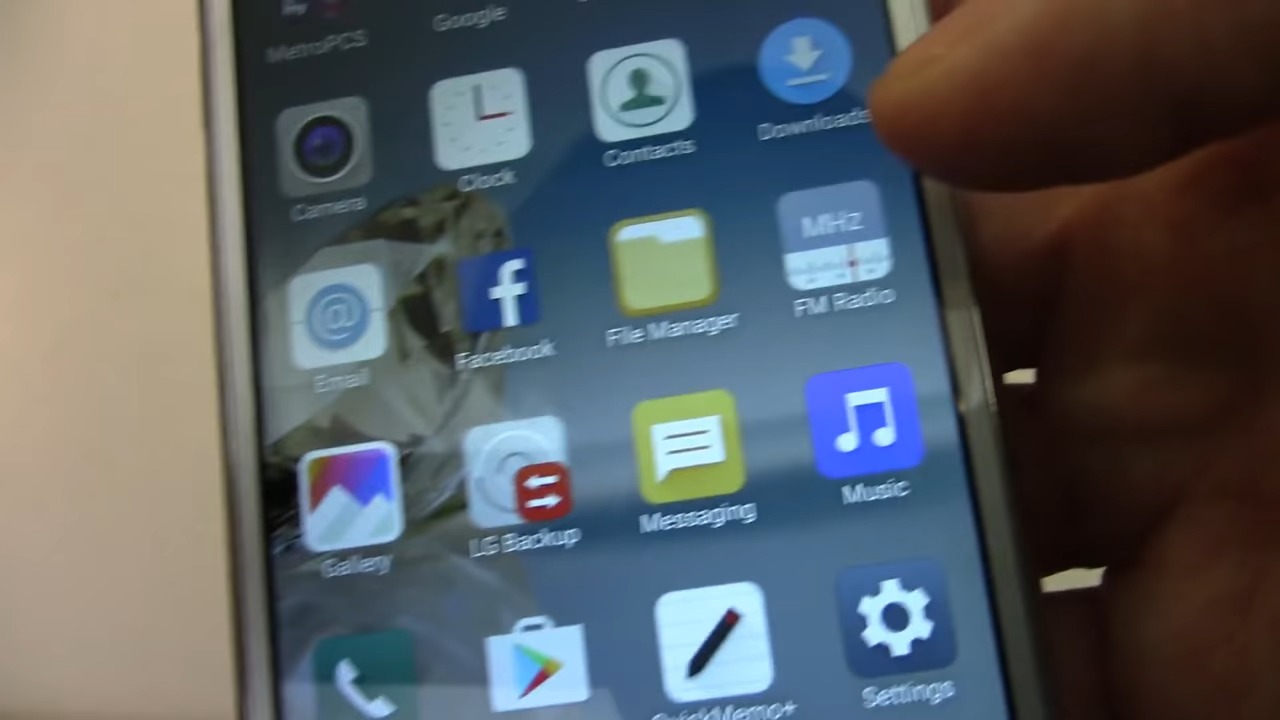 MetroPCS Google
Camera Clock Contacts Downloads
@ f MHz
Email Facebook File Manager FM Radio
Gallery LG Backup Messaging Music
QuickMemo+ Settings